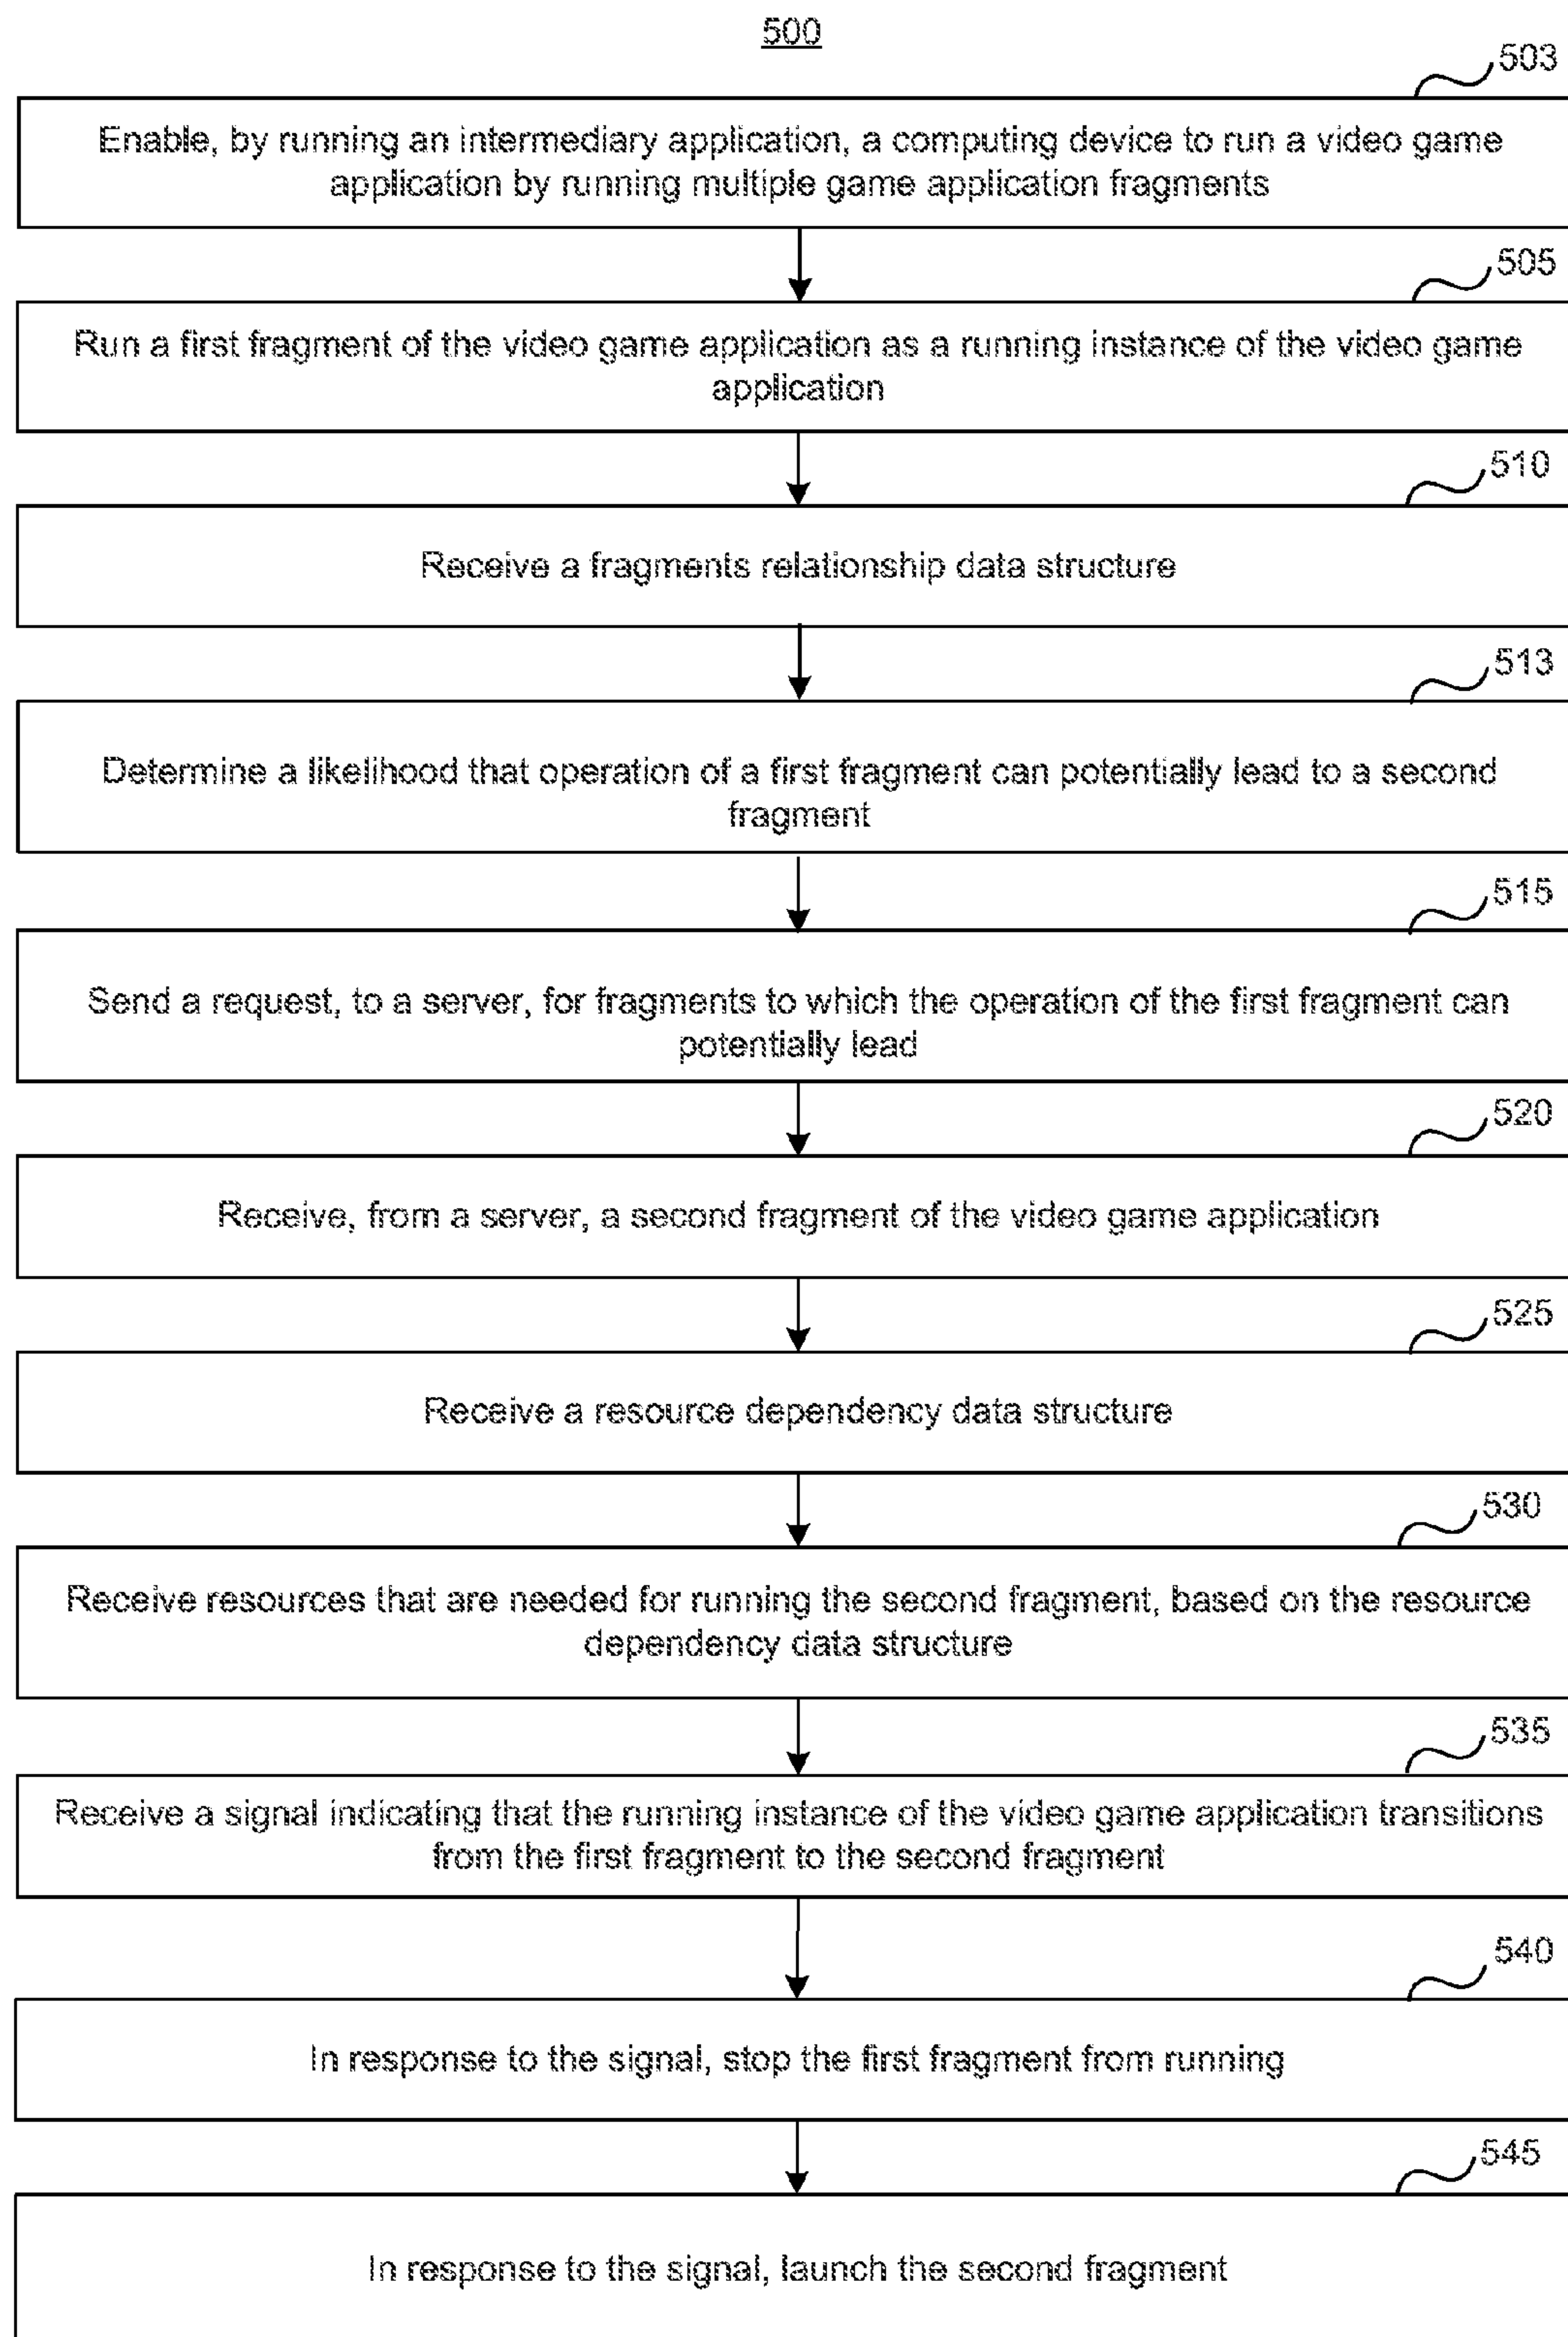 500
503
Enable, by running an intermediary application, a computing device to run a video game
application by running multiple game application fragments
505
Run a first fragment of the video game application as a running instance of the video game
application
510
Receive a fragments relationship data structure
513
Determine a likelihood that operation of a first fragment can potentially lead to a second
fragment
515
Send a request, to a server, for fragments to which the operation of the first fragment can
potentially lead
520
Receive, from a server, a second fragment of the video game application
525
Receive a resource dependency data structure
530
Receive resources that are needed for running the second fragment, based on the resource
dependency data structure
535
Receive a signal indicating that the running instance of the video game application transitions
from the first fragment to the second fragment
540
In response to the signal, stop the first fragment from running
545
In response to the signal, launch the second fragment